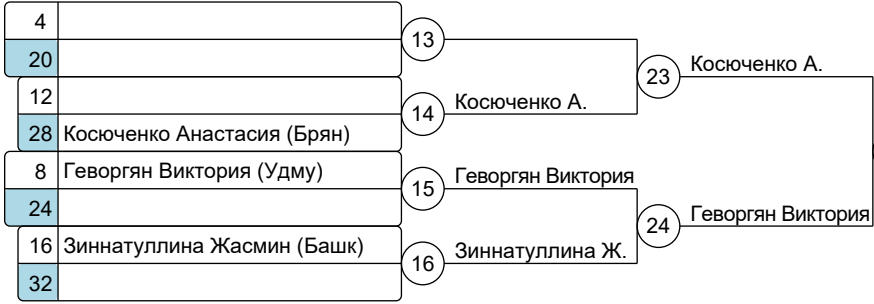 4
13
20
23 Косюченко А.
12
14 Косюченко А.
28 Косюченко Анастасия (Брян)
8 Геворгян Виктория (Удму)
15 Геворгян Виктория
24
24 Геворгян Виктория
16 Зиннатуллина Жасмин (Башк)
16 Зиннатуллина Ж.
32